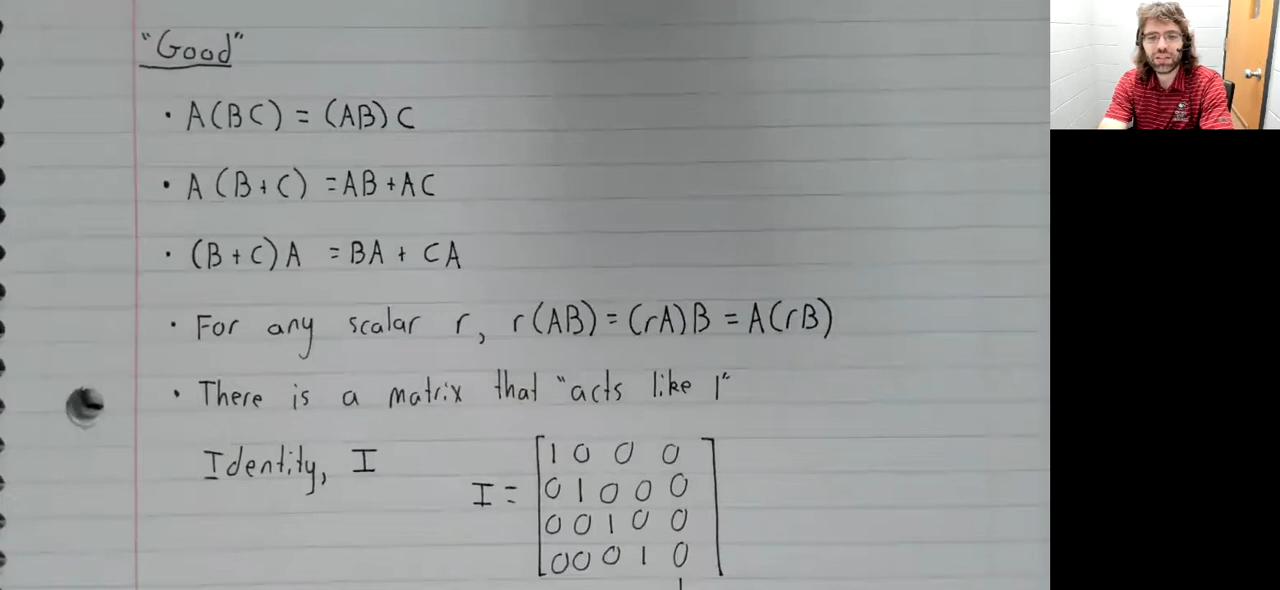 "Good"
· A(BC) = (AB)C
· A(B+C) = AB + AC
· (B+C)A = BA + CA
· For any scalar r, r(AB) = (rA)B = A(rB)
· There is a matrix that "acts like 1"
Identity, I
I =
1 0 0 0
0 1 0 0 0
0 0 1 0 0
0 0 0 1 0